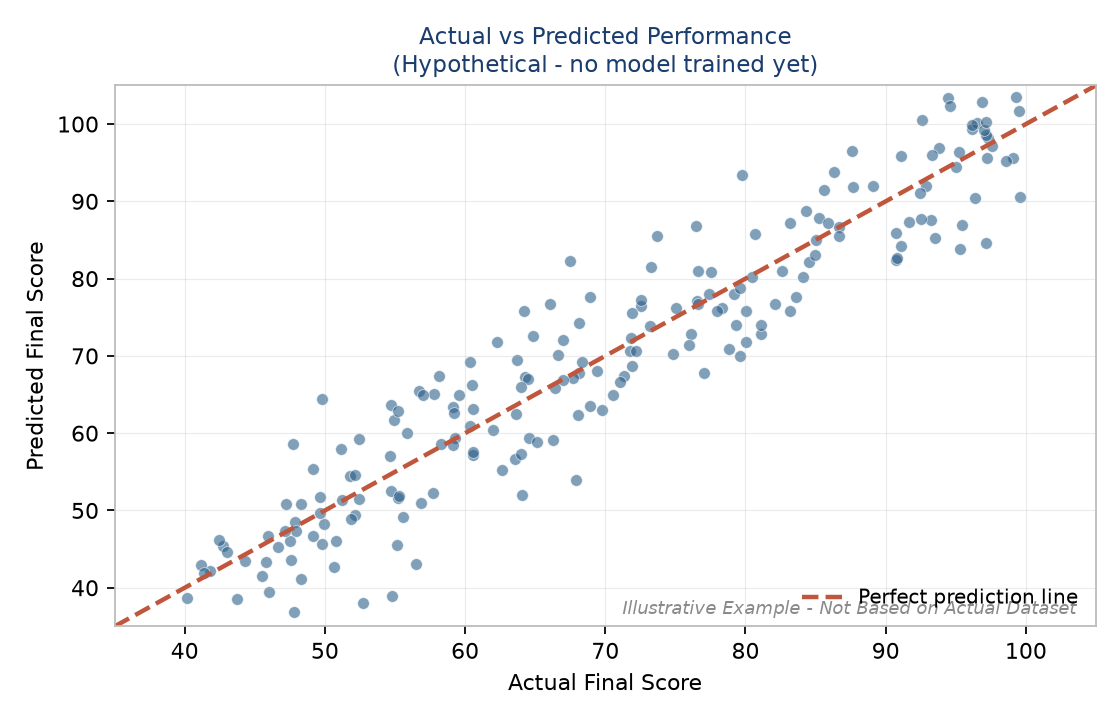 Actual vs Predicted Performance
(Hypothetical - no model trained yet)
Predicted Final Score
100
90
80
70
60
50
40
Perfect prediction line
Illustrative Example - Not Based on Actual Dataset
40 50 60 70 80 90 100
Actual Final Score